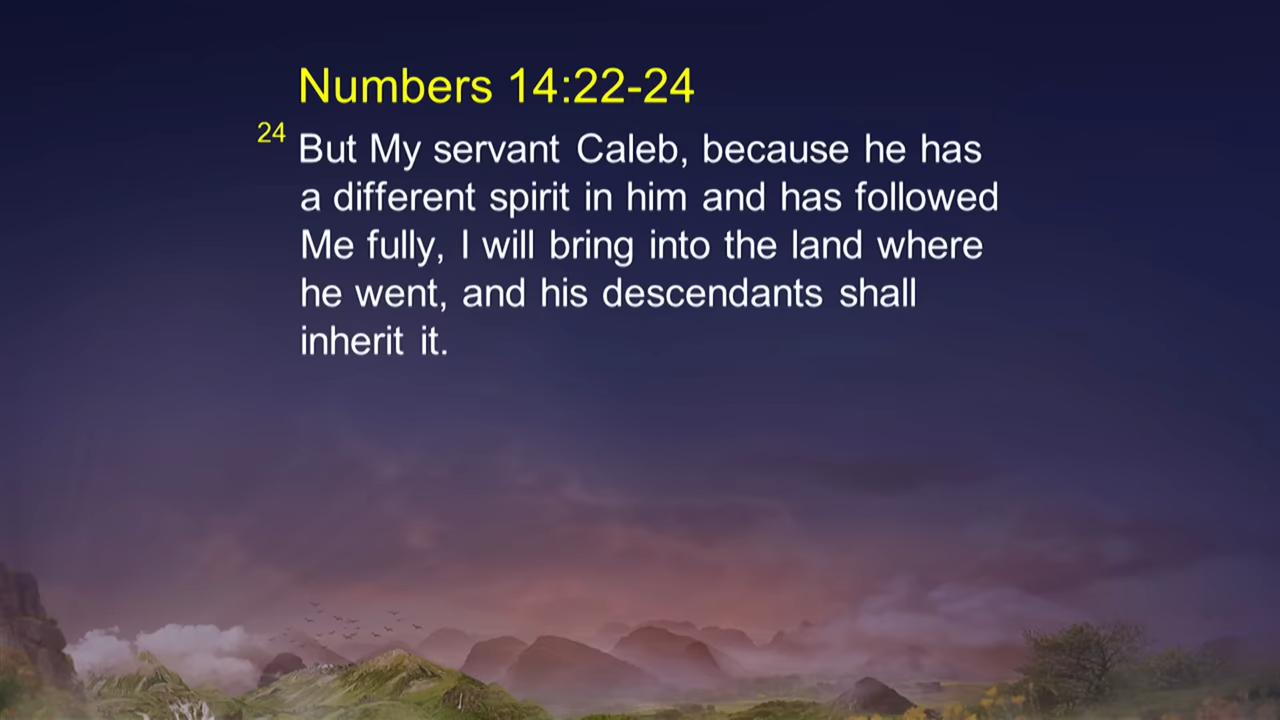 Numbers 14:22-24
24 But My servant Caleb, because he has
a different spirit in him and has followed
Me fully, I will bring into the land where
he went, and his descendants shall
inherit it.